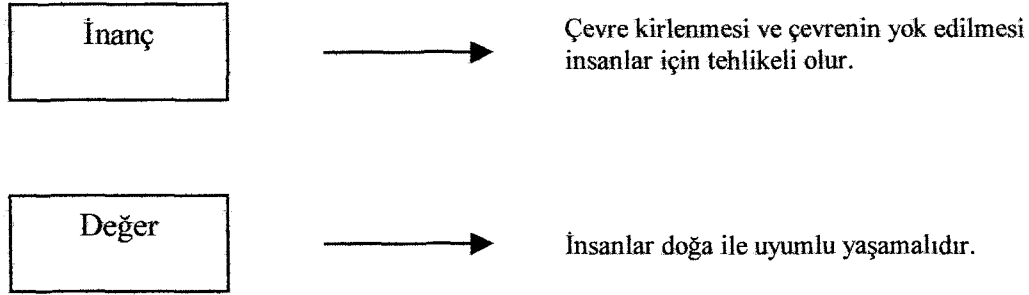 İnanç
Çevre kirlenmesi ve çevrenin yok edilmesi
insanlar için tehlikeli olur.
Değer
İnsanlar doğa ile uyumlu yaşamalıdır.